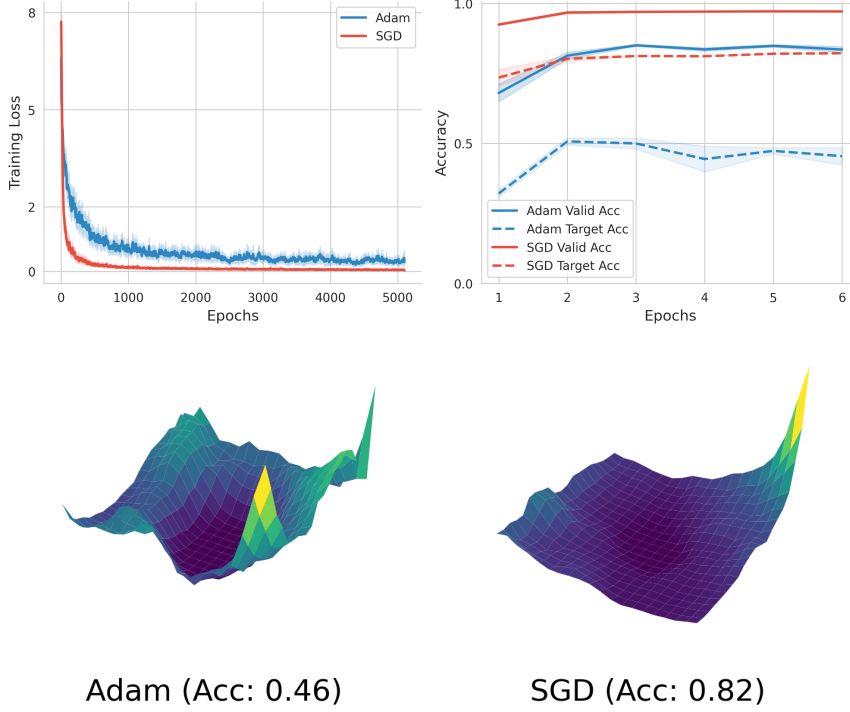 8
5
2
0
Training Loss
Adam
SGD
0
1000
2000
3000
4000
5000
Epochs
1.0
0.5
0.0
Accuracy
Adam Valid Acc
Adam Target Acc
SGD Valid Acc
SGD Target Acc
1
2
3
4
5
6
Epochs
Adam (Acc: 0.46)
SGD (Acc: 0.82)